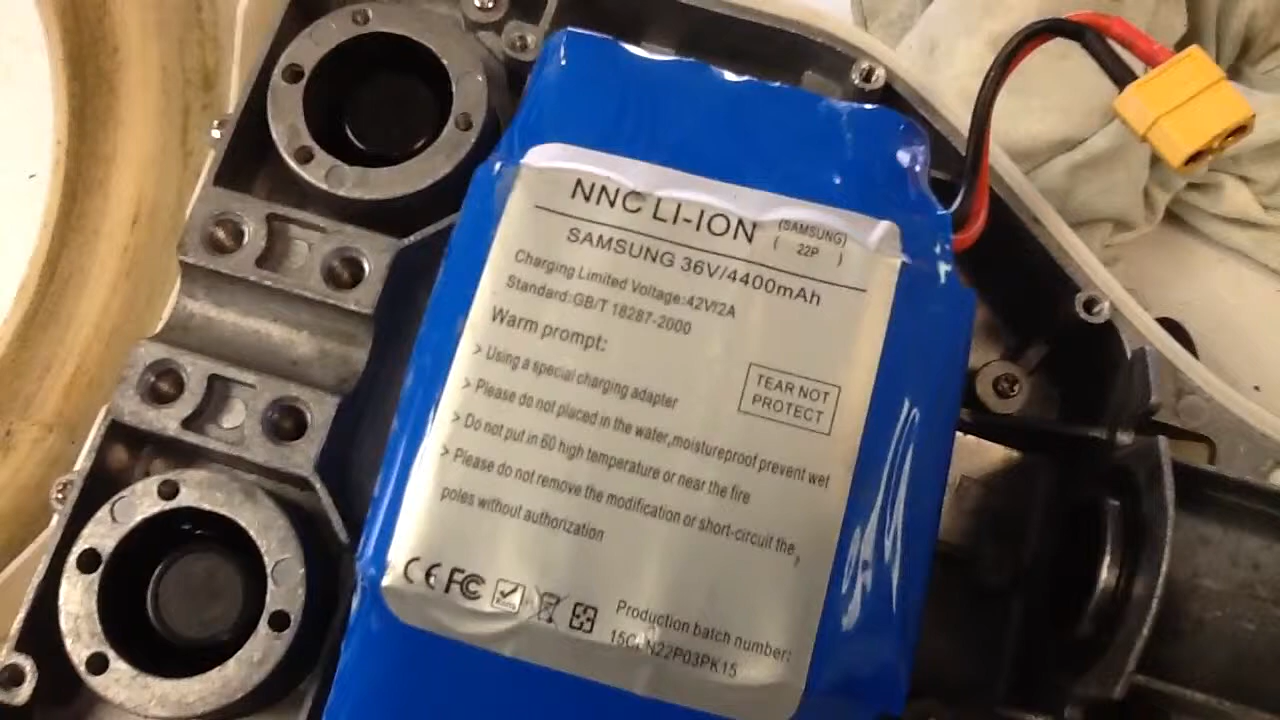 NNC LI-ION (SAMSUNG)
( 22P )
SAMSUNG 36V/4400mAh
Charging Limited Voltage:42V/2A
Standard:GB/T 18287-2000
Warm prompt:
> Using a special charging adapter
TEAR NOT
PROTECT
> Please do not placed in the water,moistureproof prevent wet
> Do not put in 60 high temperature or near the fire
> Please do not remove the modification or short-circuit the,
poles without authorization
CE FC
Production batch number: